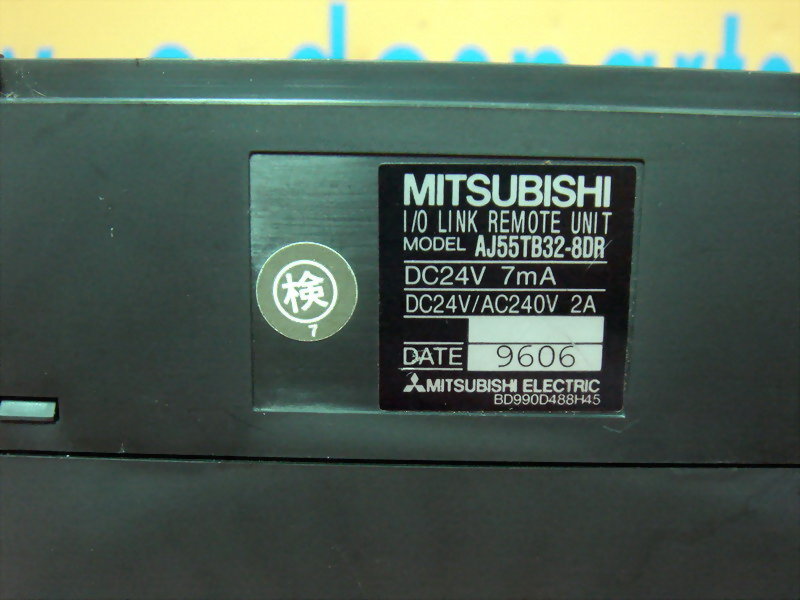 検
7
MITSUBISHI
I/O LINK REMOTE UNIT
MODEL AJ55TB32-8DR
DC24V 7mA
DC24V/AC240V 2A
DATE 9606
MITSUBISHI ELECTRIC
BD990D488H45